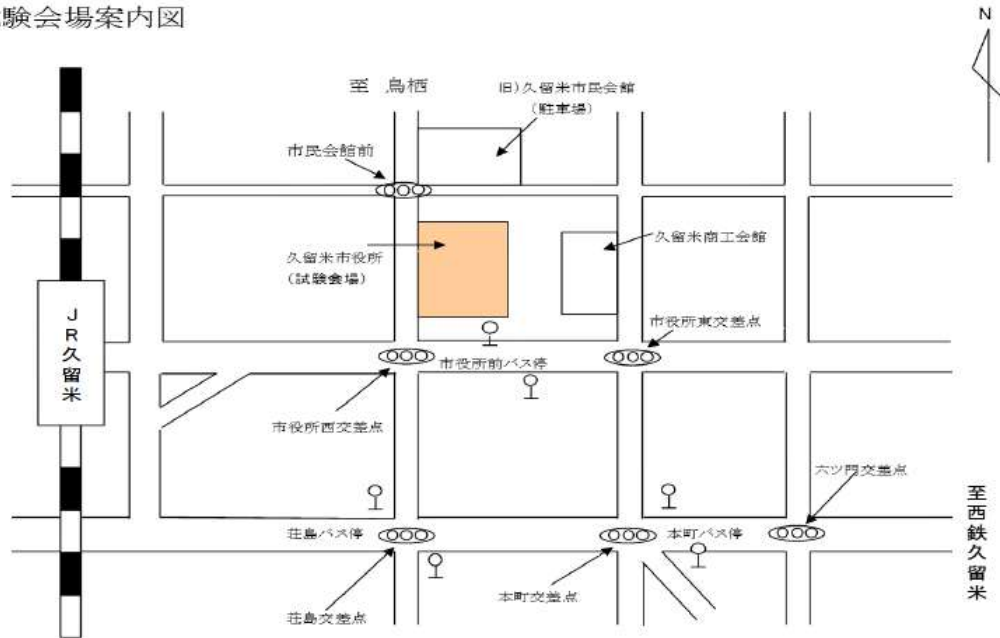 験会場案内図
N
至 鳥栖
旧)久留米市民会館
(駐車場)
市民会館前
久留米市役所
(試験会場)
久留米商工会館
JR久留米
市役所東交差点
市役所前バス停
市役所西交差点
六ツ門交差点
至西鉄久留米
荘島バス停
本町バス停
荘島交差点
本町交差点